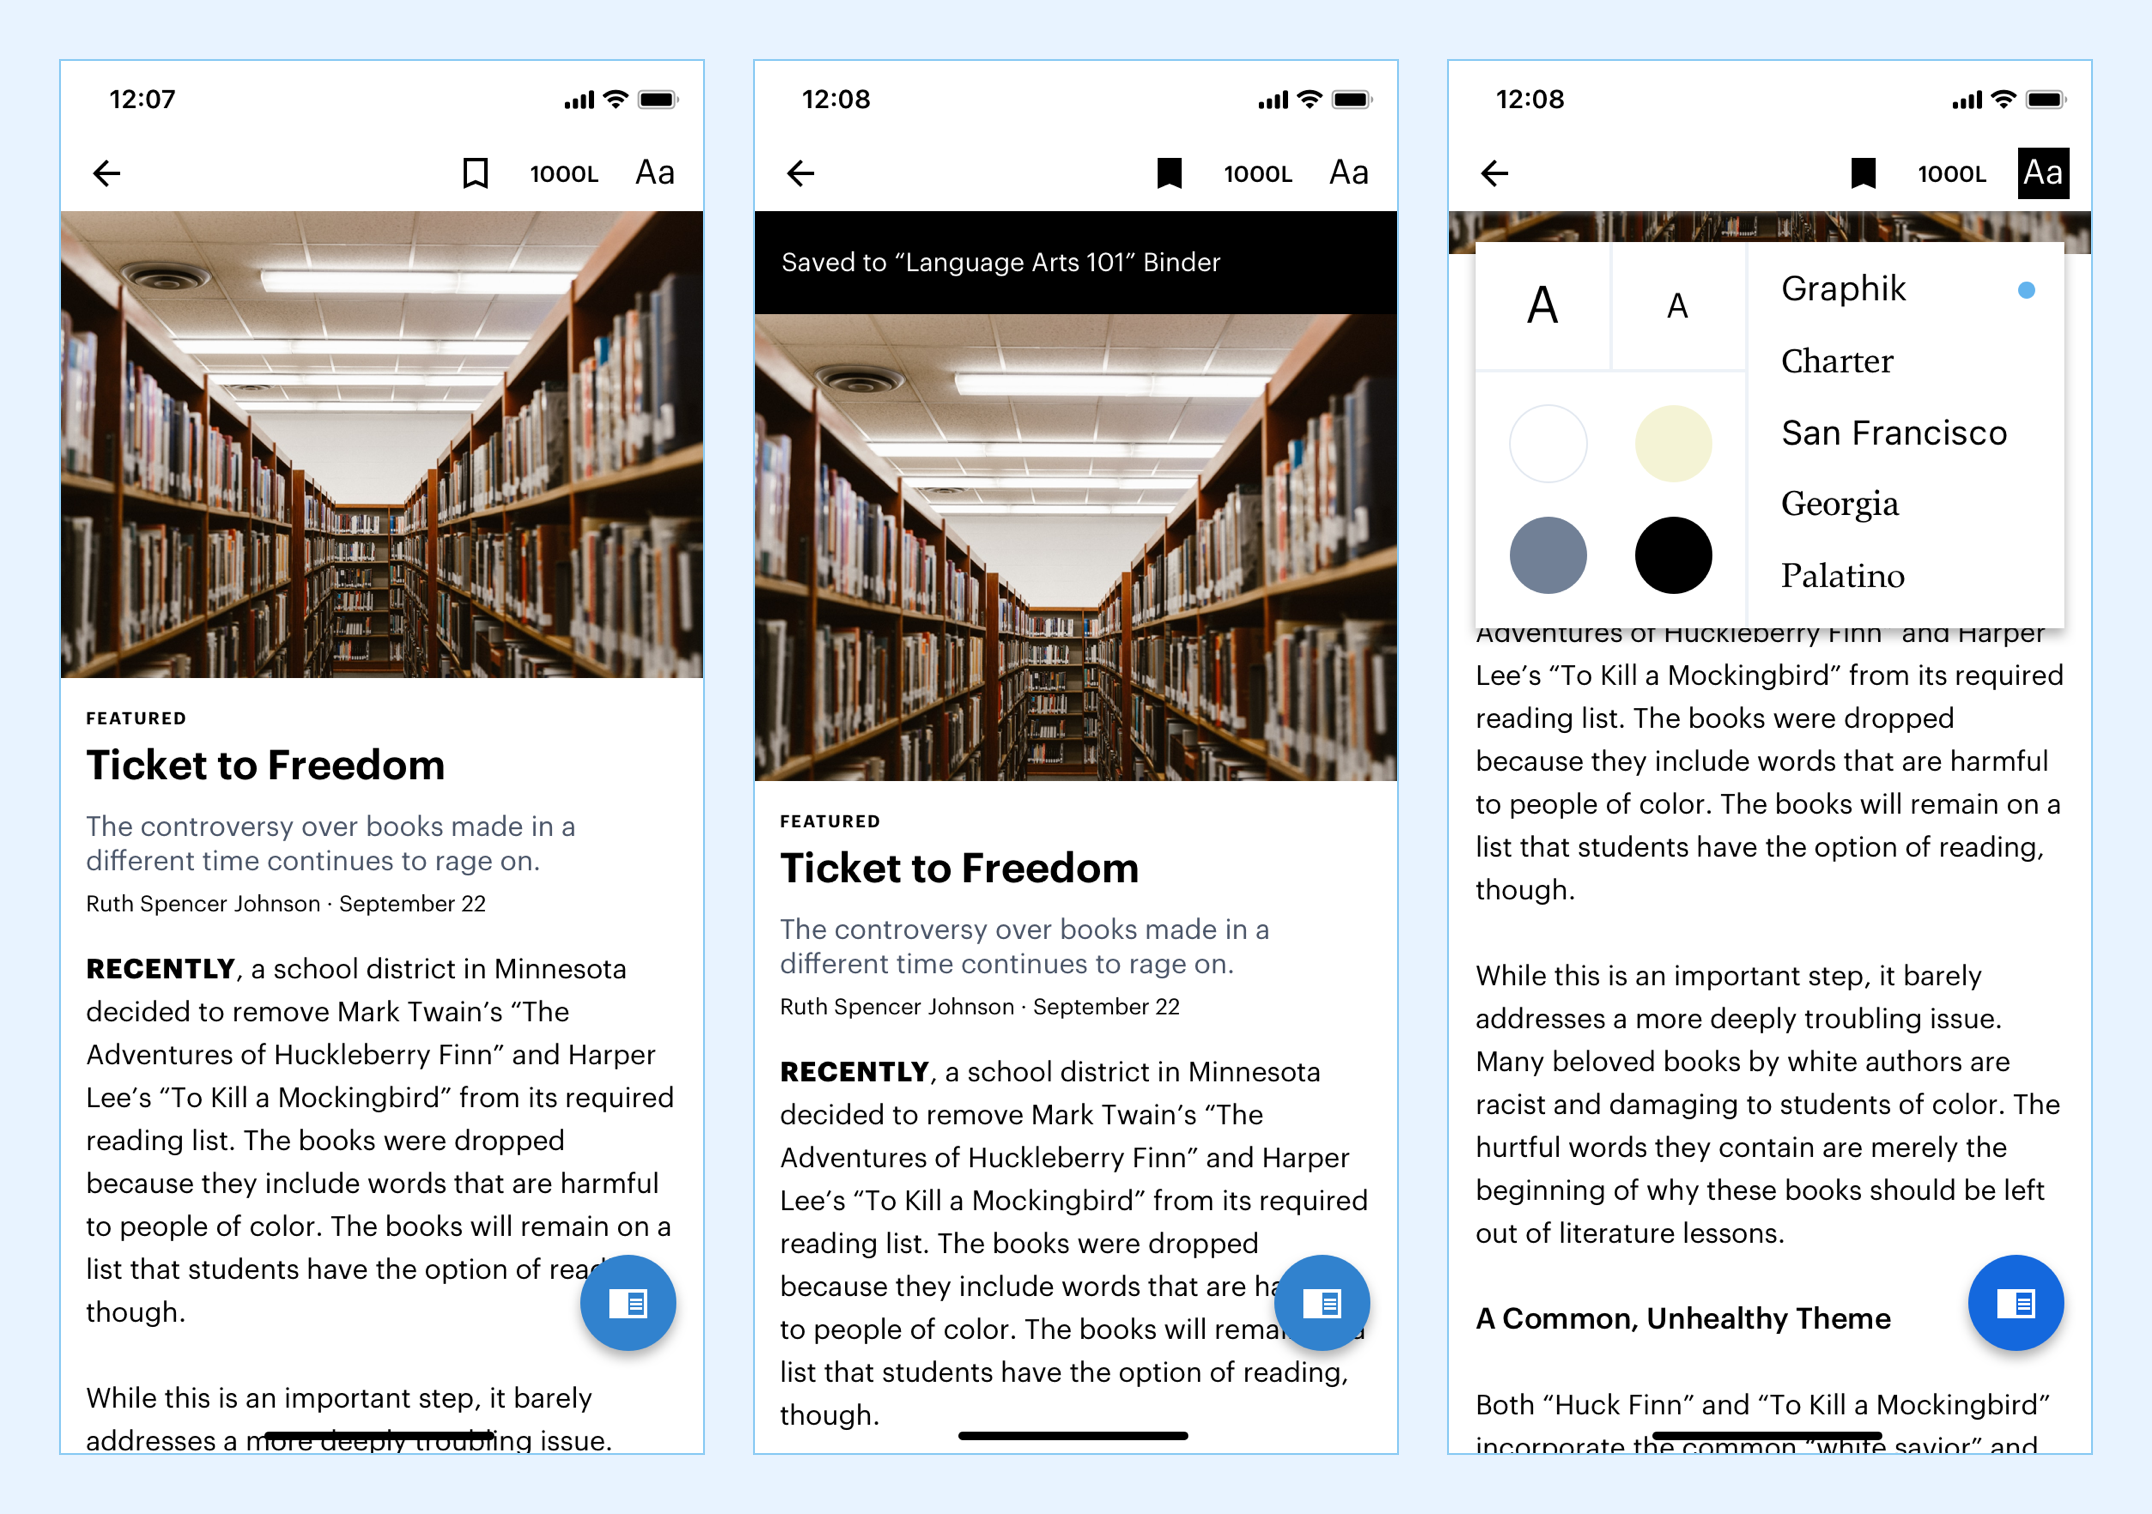 12:07
1000L Aa
FEATURED
Ticket to Freedom
The controversy over books made in a
different time continues to rage on.
Ruth Spencer Johnson · September 22
RECENTLY, a school district in Minnesota
decided to remove Mark Twain’s “The
Adventures of Huckleberry Finn” and Harper
Lee’s “To Kill a Mockingbird” from its required
reading list. The books were dropped
because they include words that are harmful
to people of color. The books will remain on a
list that students have the option of
though.
While this is an important step, it barely
addresses a more deeply troubling issue.
12:08
1000L Aa
Saved to “Language Arts 101” Binder
FEATURED
Ticket to Freedom
The controversy over books made in a
different time continues to rage on.
Ruth Spencer Johnson · September 22
RECENTLY, a school district in Minnesota
decided to remove Mark Twain’s “The
Adventures of Huckleberry Finn” and Harper
Lee’s “To Kill a Mockingbird” from its required
reading list. The books were dropped
because they include words that are
to people of color. The books will
list that students have the option of reading,
though.
12:08
1000L Aa
A A
Graphik
Charter
San Francisco
Georgia
Palatino
Adventures of Huckleberry Finn” and Harper
Lee’s “To Kill a Mockingbird” from its required
reading list. The books were dropped
because they include words that are harmful
to people of color. The books will remain on a
list that students have the option of reading,
though.
While this is an important step, it barely
addresses a more deeply troubling issue.
Many beloved books by white authors are
racist and damaging to students of color. The
hurtful words they contain are merely the
beginning of why these books should be left
out of literature lessons.
A Common, Unhealthy Theme
Both “Huck Finn” and “To Kill a Mockingbird”
incorporate the common “white savior” and